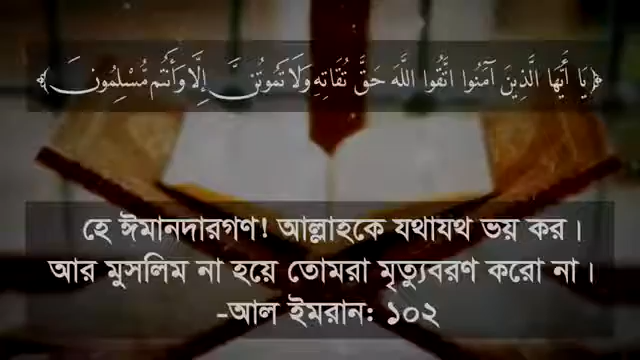 ﴿يَا أَيُّهَا الَّذِينَ آمَنُوا اتَّقُوا اللَّهَ حَقَّ تُقَاتِهِ وَلَا تَمُوتُنَّ إِلَّا وَأَنْتُم مُّسْلِمُونَ﴾
হে ঈমানদারগণ! আল্লাহকে যথাযথ ভয় কর।
আর মুসলিম না হয়ে তোমরা মৃত্যুবরণ করো না।
-আল ইমরান: ১০২